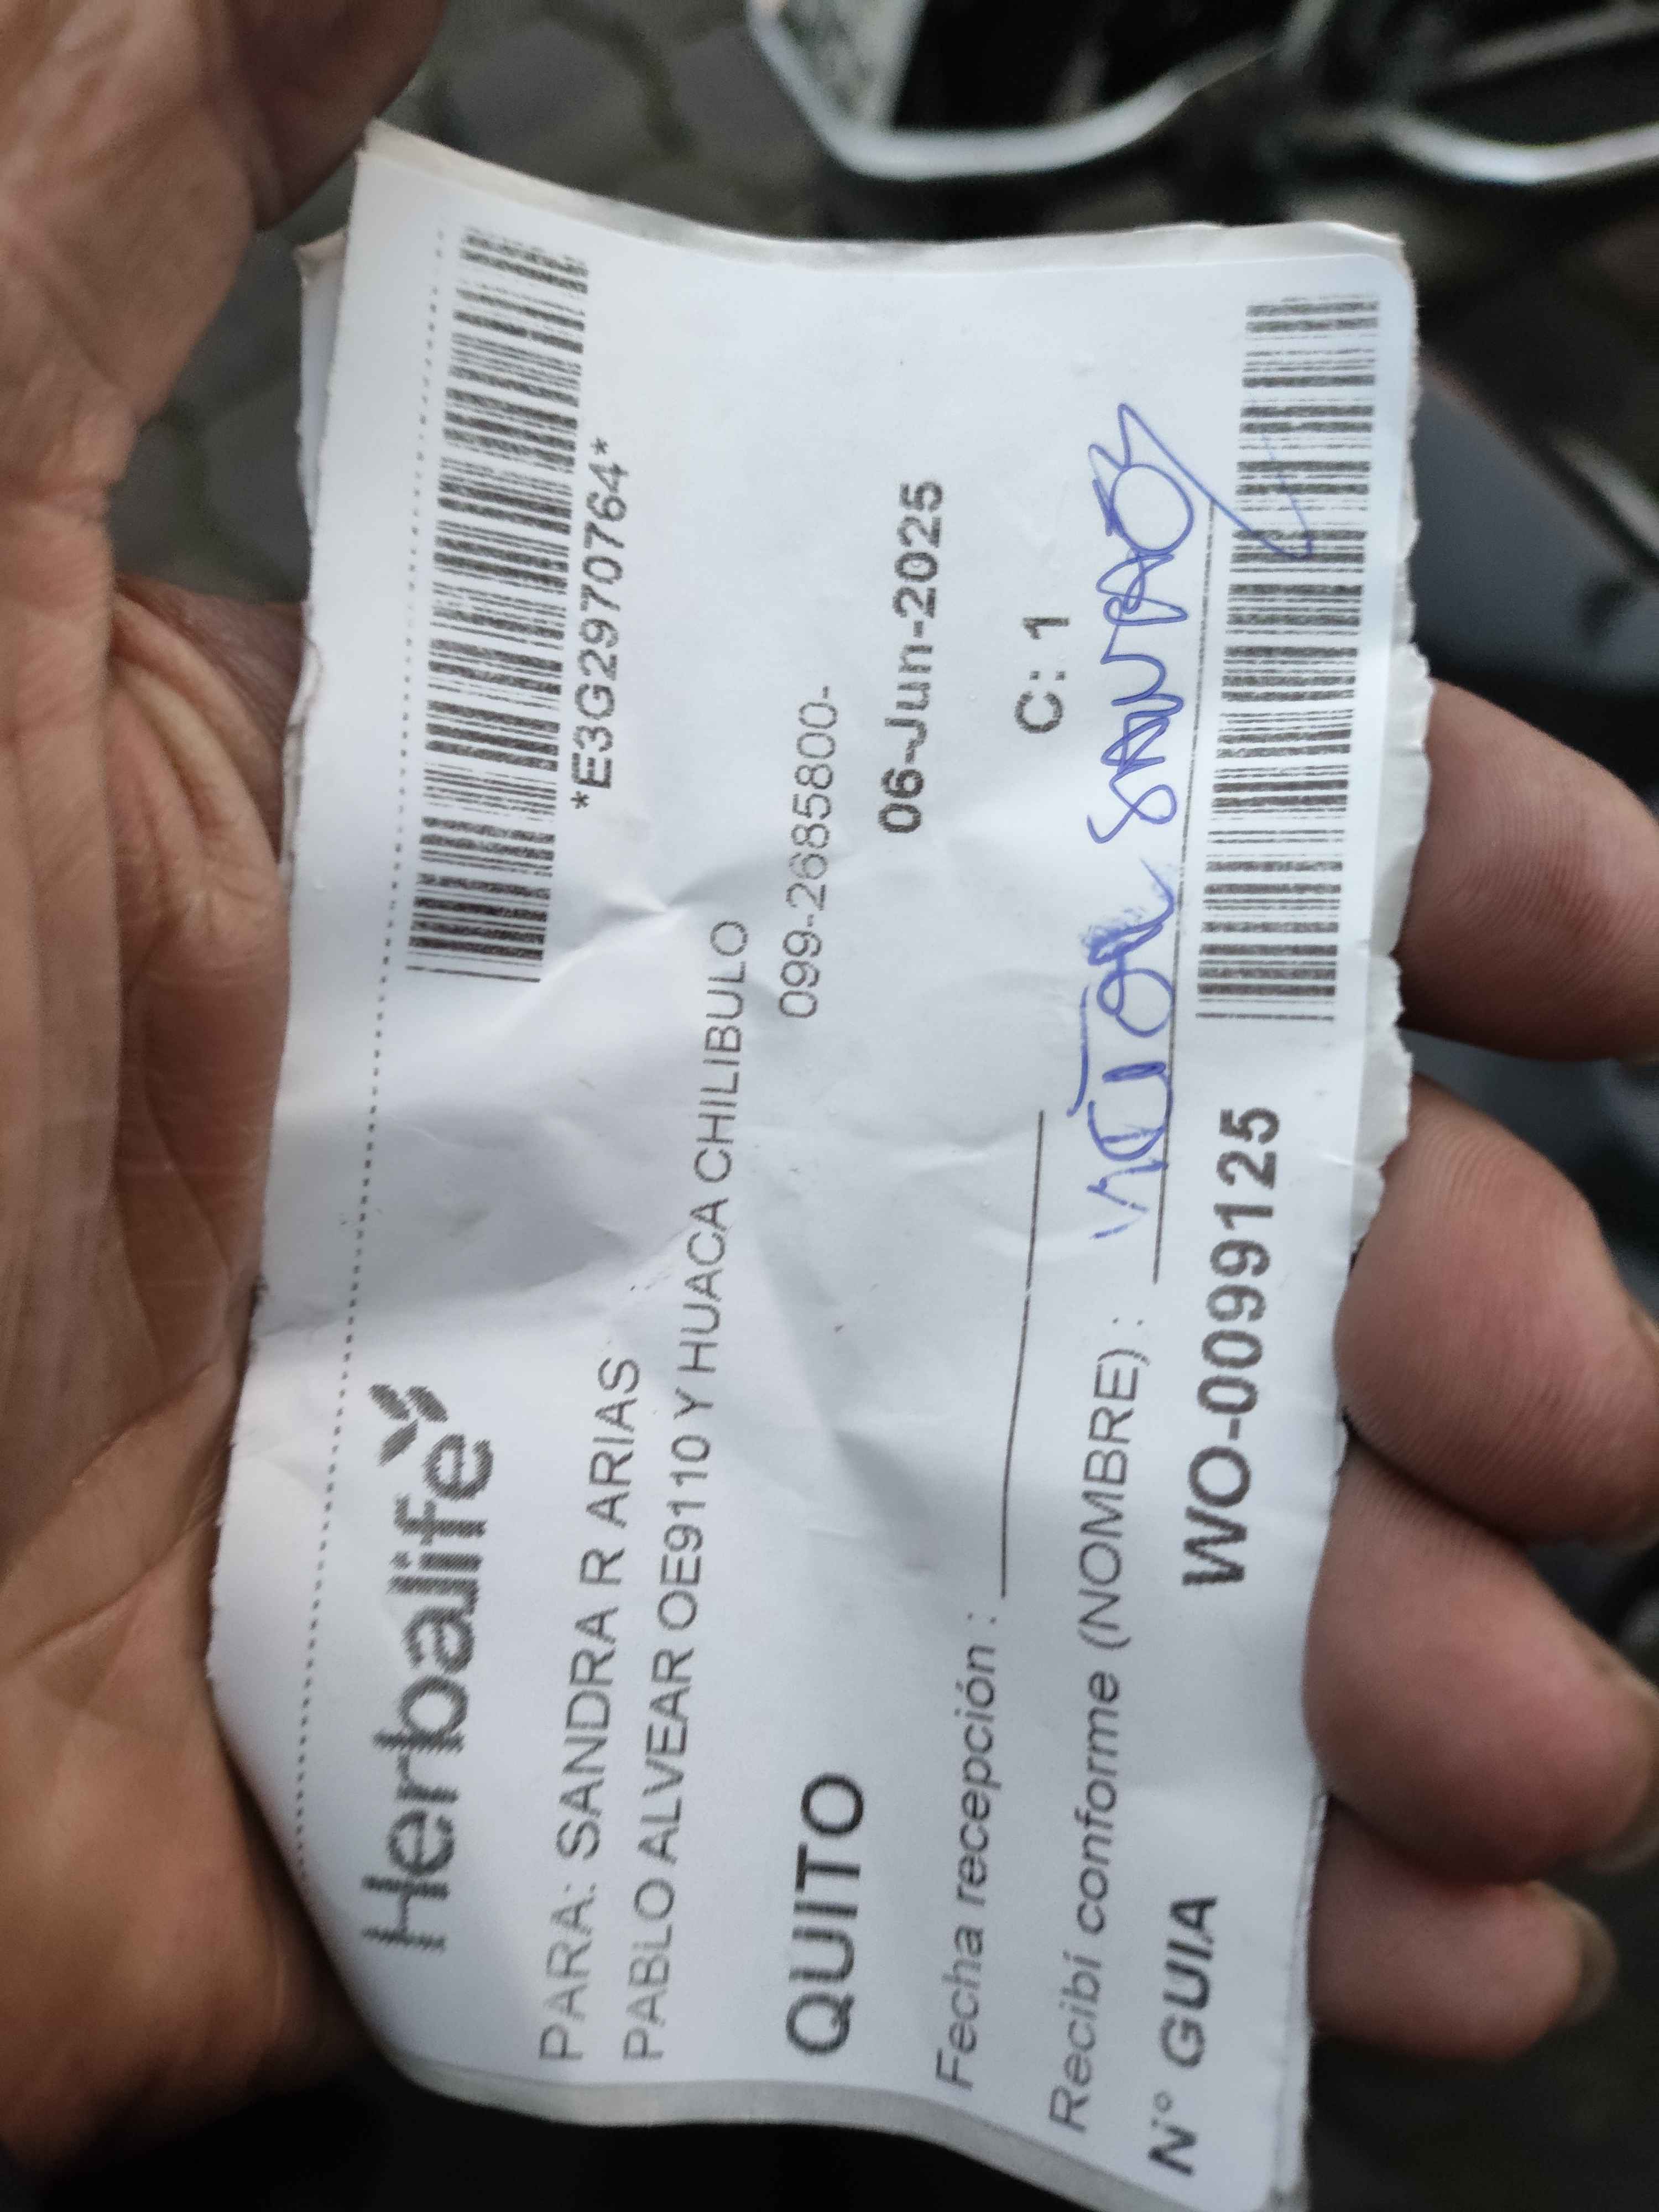 Herbalife
*E3G2970764*
PARA: SANDRA R ARIAS
PABLO ALVEAR OE9110 Y HUACA CHILIBULO
099-2685800-
QUITO
06-Jun-2025
Fecha recepción :
C: 1
Recibí conforme (NOMBRE) : VICTOR
N° GUIA WO-0099125